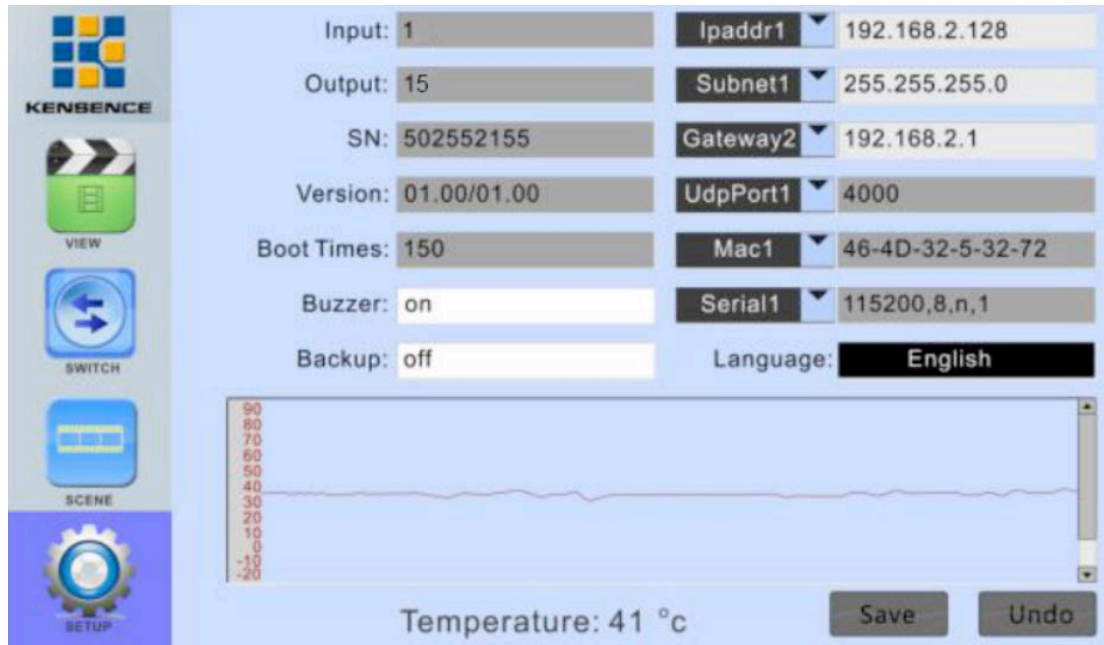 KENSENCE
VIEW
SWITCH
SCENE
SETUP
Input: 1
Output: 15
SN: 502552155
Version: 01.00/01.00
Boot Times: 150
Buzzer: on
Backup: off
Ipaddr1 192.168.2.128
Subnet1 255.255.255.0
Gateway2 192.168.2.1
UdpPort1 4000
Mac1 46-4D-32-5-32-72
Serial1 115200,8,n,1
Language: English
90
80
70
60
50
40
30
20
10
0
-10
-20
Temperature: 41 °c
Save
Undo